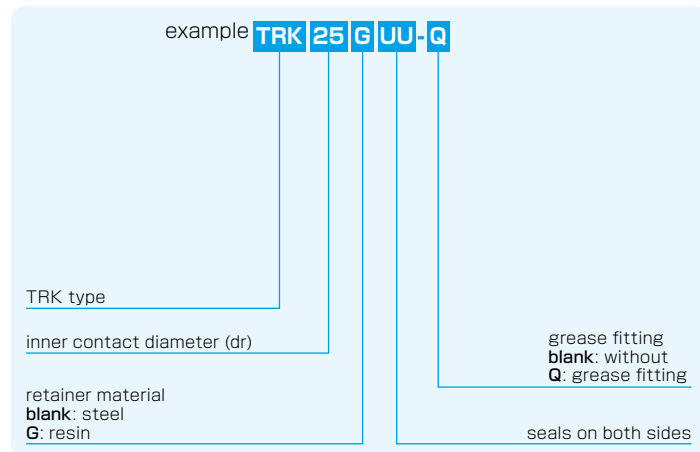 example TRK 25 G UU-Q
TRK type
inner contact diameter (dr)
retainer material
blank: steel
G: resin
grease fitting
blank: without
Q: grease fitting
seals on both sides